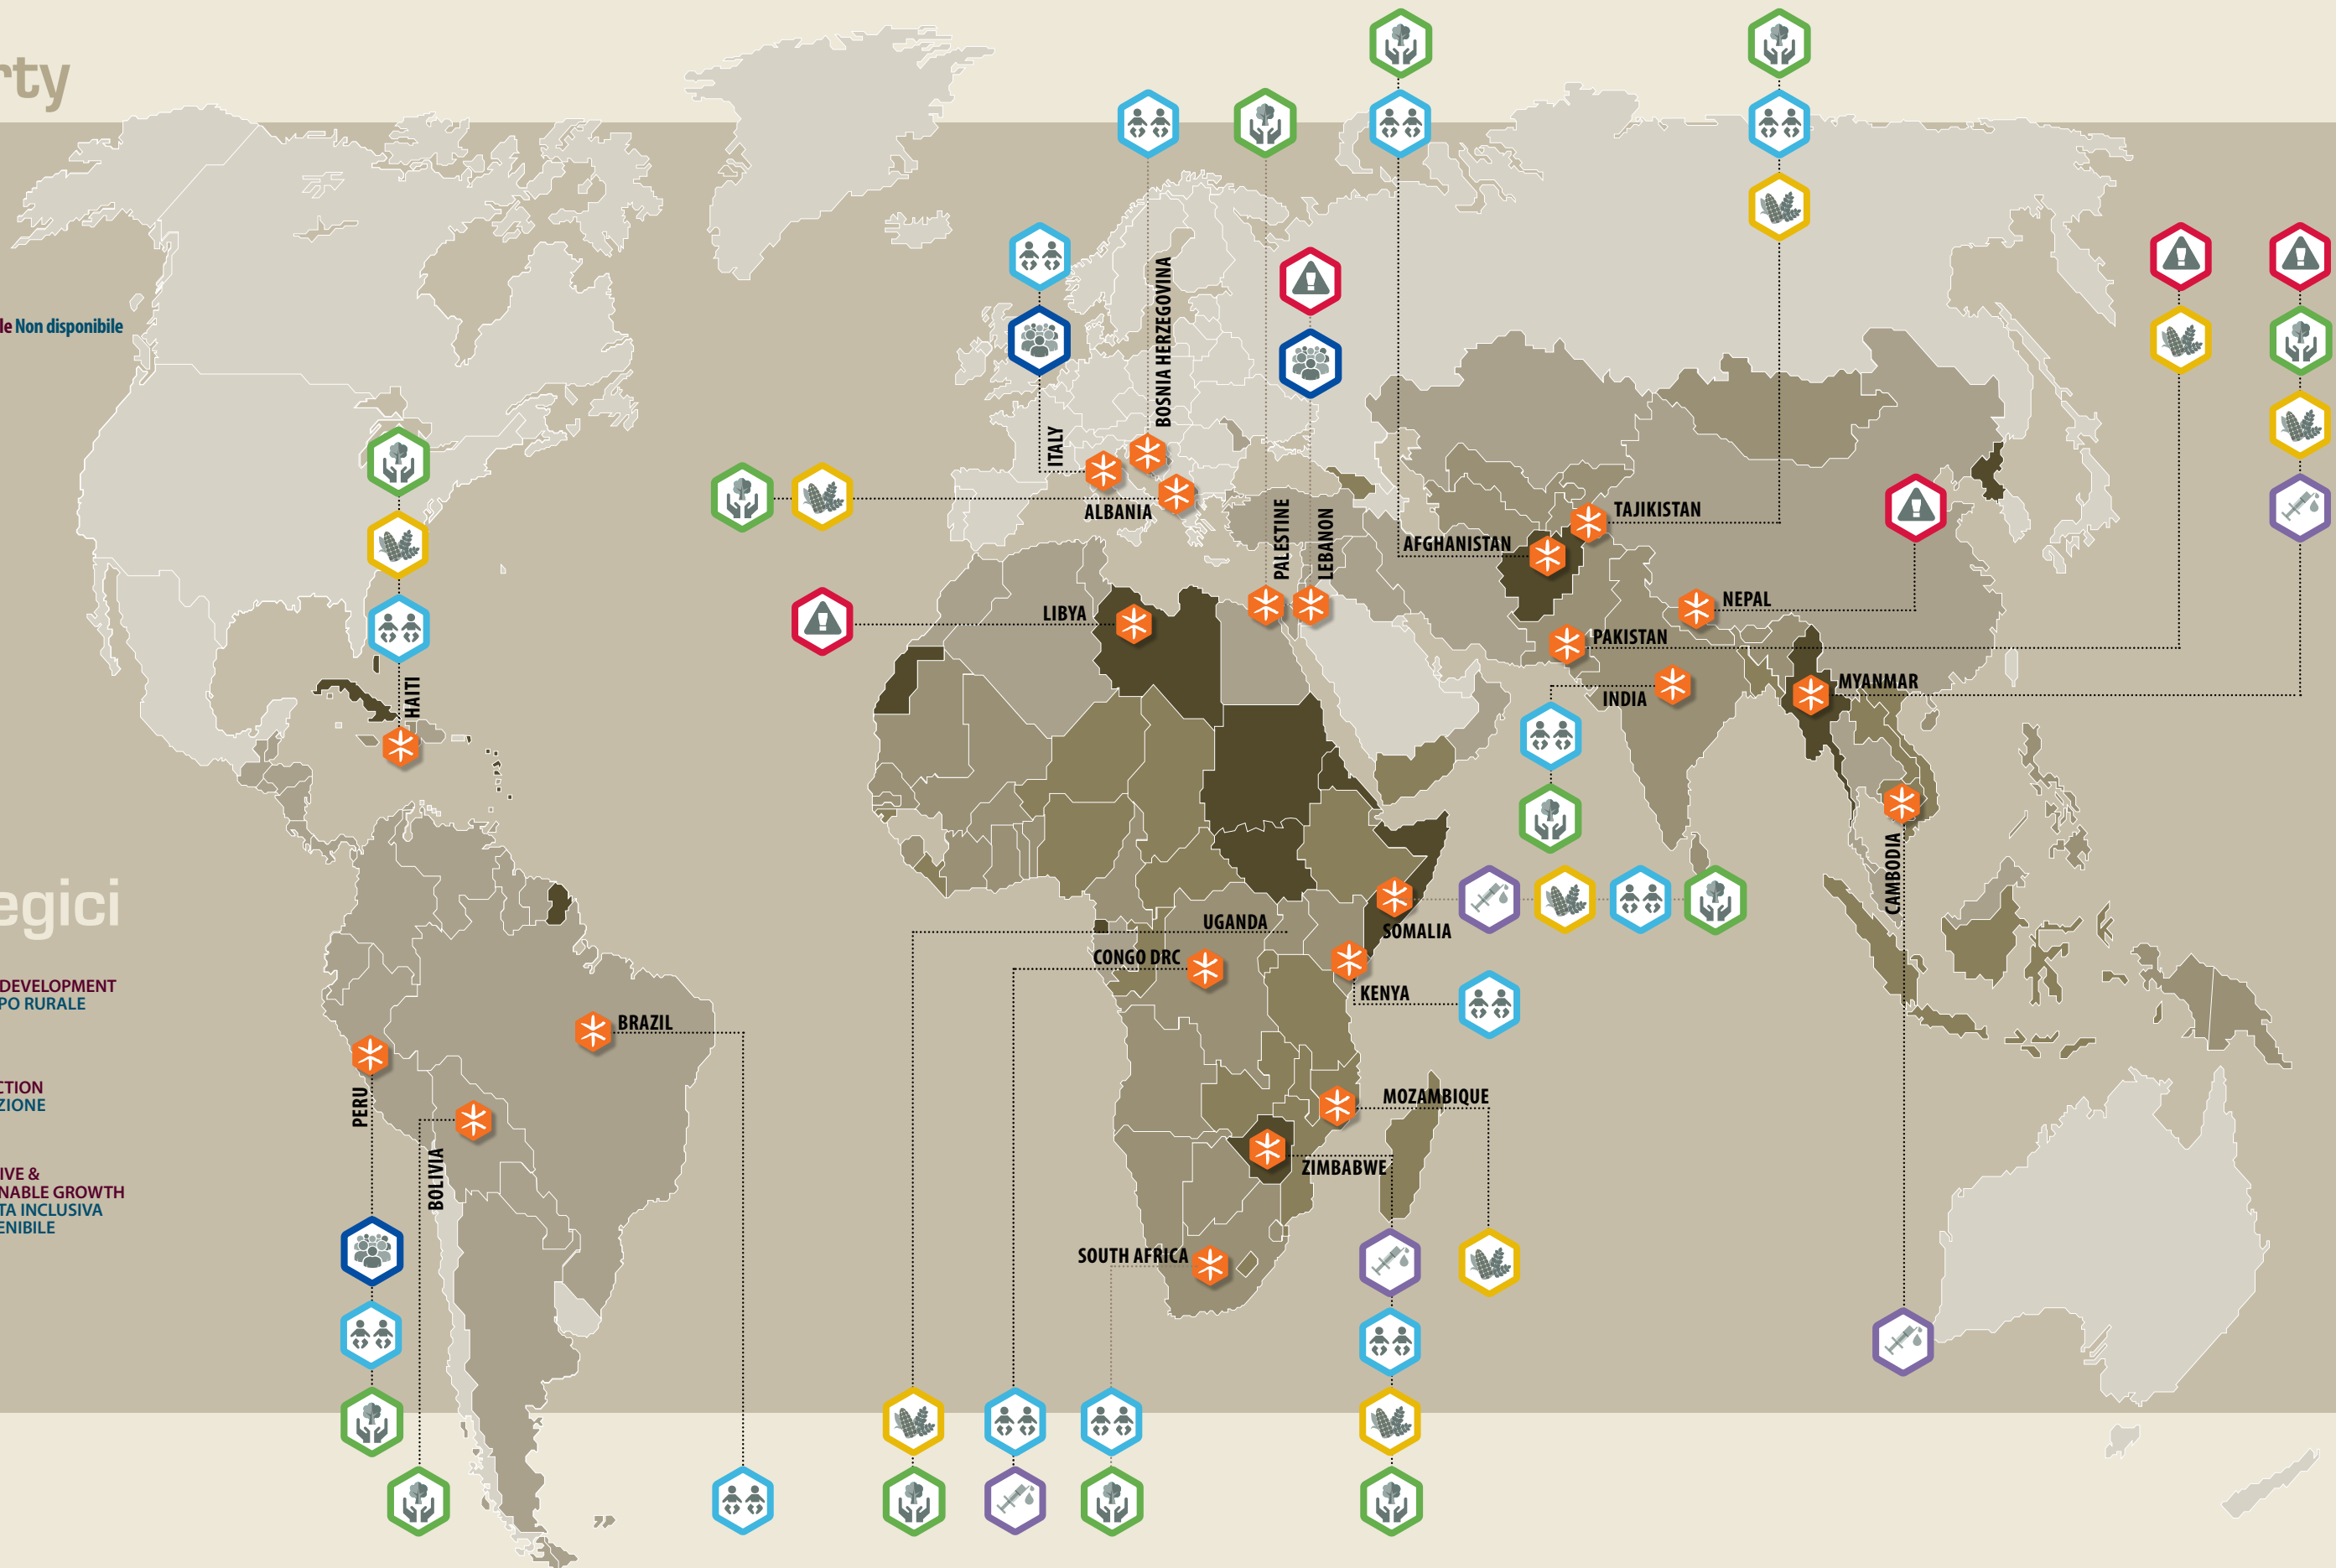 rty
le Non disponibile
egici
DEVELOPMENT
PO RURALE
CTION
ZIONE
IVE &
NABLE GROWTH
TA INCLUSIVA
ENIBILE
HAITI
PERU
BOLIVIA
BRAZIL
ITALY
BOSNIA HERZEGOVINA
ALBANIA
LIBYA
PALESTINE
LEBANON
AFGHANISTAN
TAJIKISTAN
NEPAL
PAKISTAN
INDIA
MYANMAR
CAMBODIA
UGANDA
CONGO DRC
SOMALIA
KENYA
MOZAMBIQUE
ZIMBABWE
SOUTH AFRICA